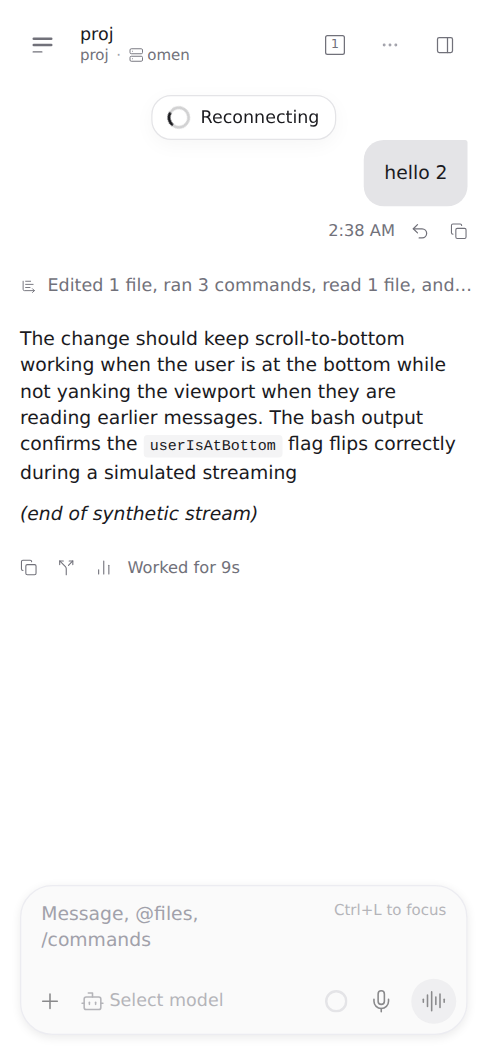 proj
1
proj · omen
Reconnecting
hello 2
2:38 AM
Edited 1 file, ran 3 commands, read 1 file, and...
The change should keep scroll-to-bottom
working when the user is at the bottom while
not yanking the viewport when they are
reading earlier messages. The bash output
confirms the userIsAtBottom flag flips correctly
during a simulated streaming
(end of synthetic stream)
Worked for 9s
Message, @files,
/commands
Ctrl+L to focus
Select model